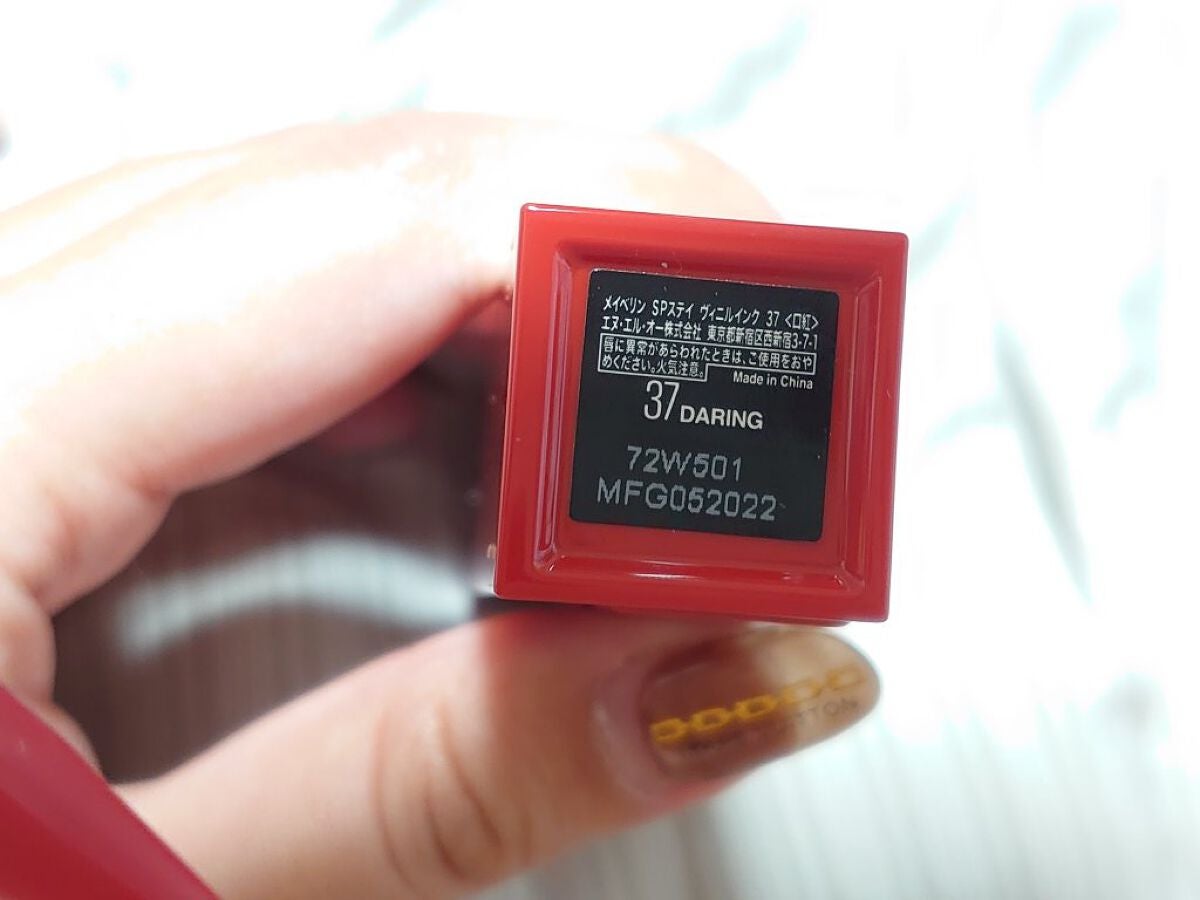 メイベリン SPステイ ヴィニルインク 37 <口紅>
エヌ・エル・オー株式会社 東京都新宿区西新宿3-7-1
唇に異常があらわれたときは、ご使用をおや
めください。火気注意。
Made in China
37 DARING
72W501
MFG052022